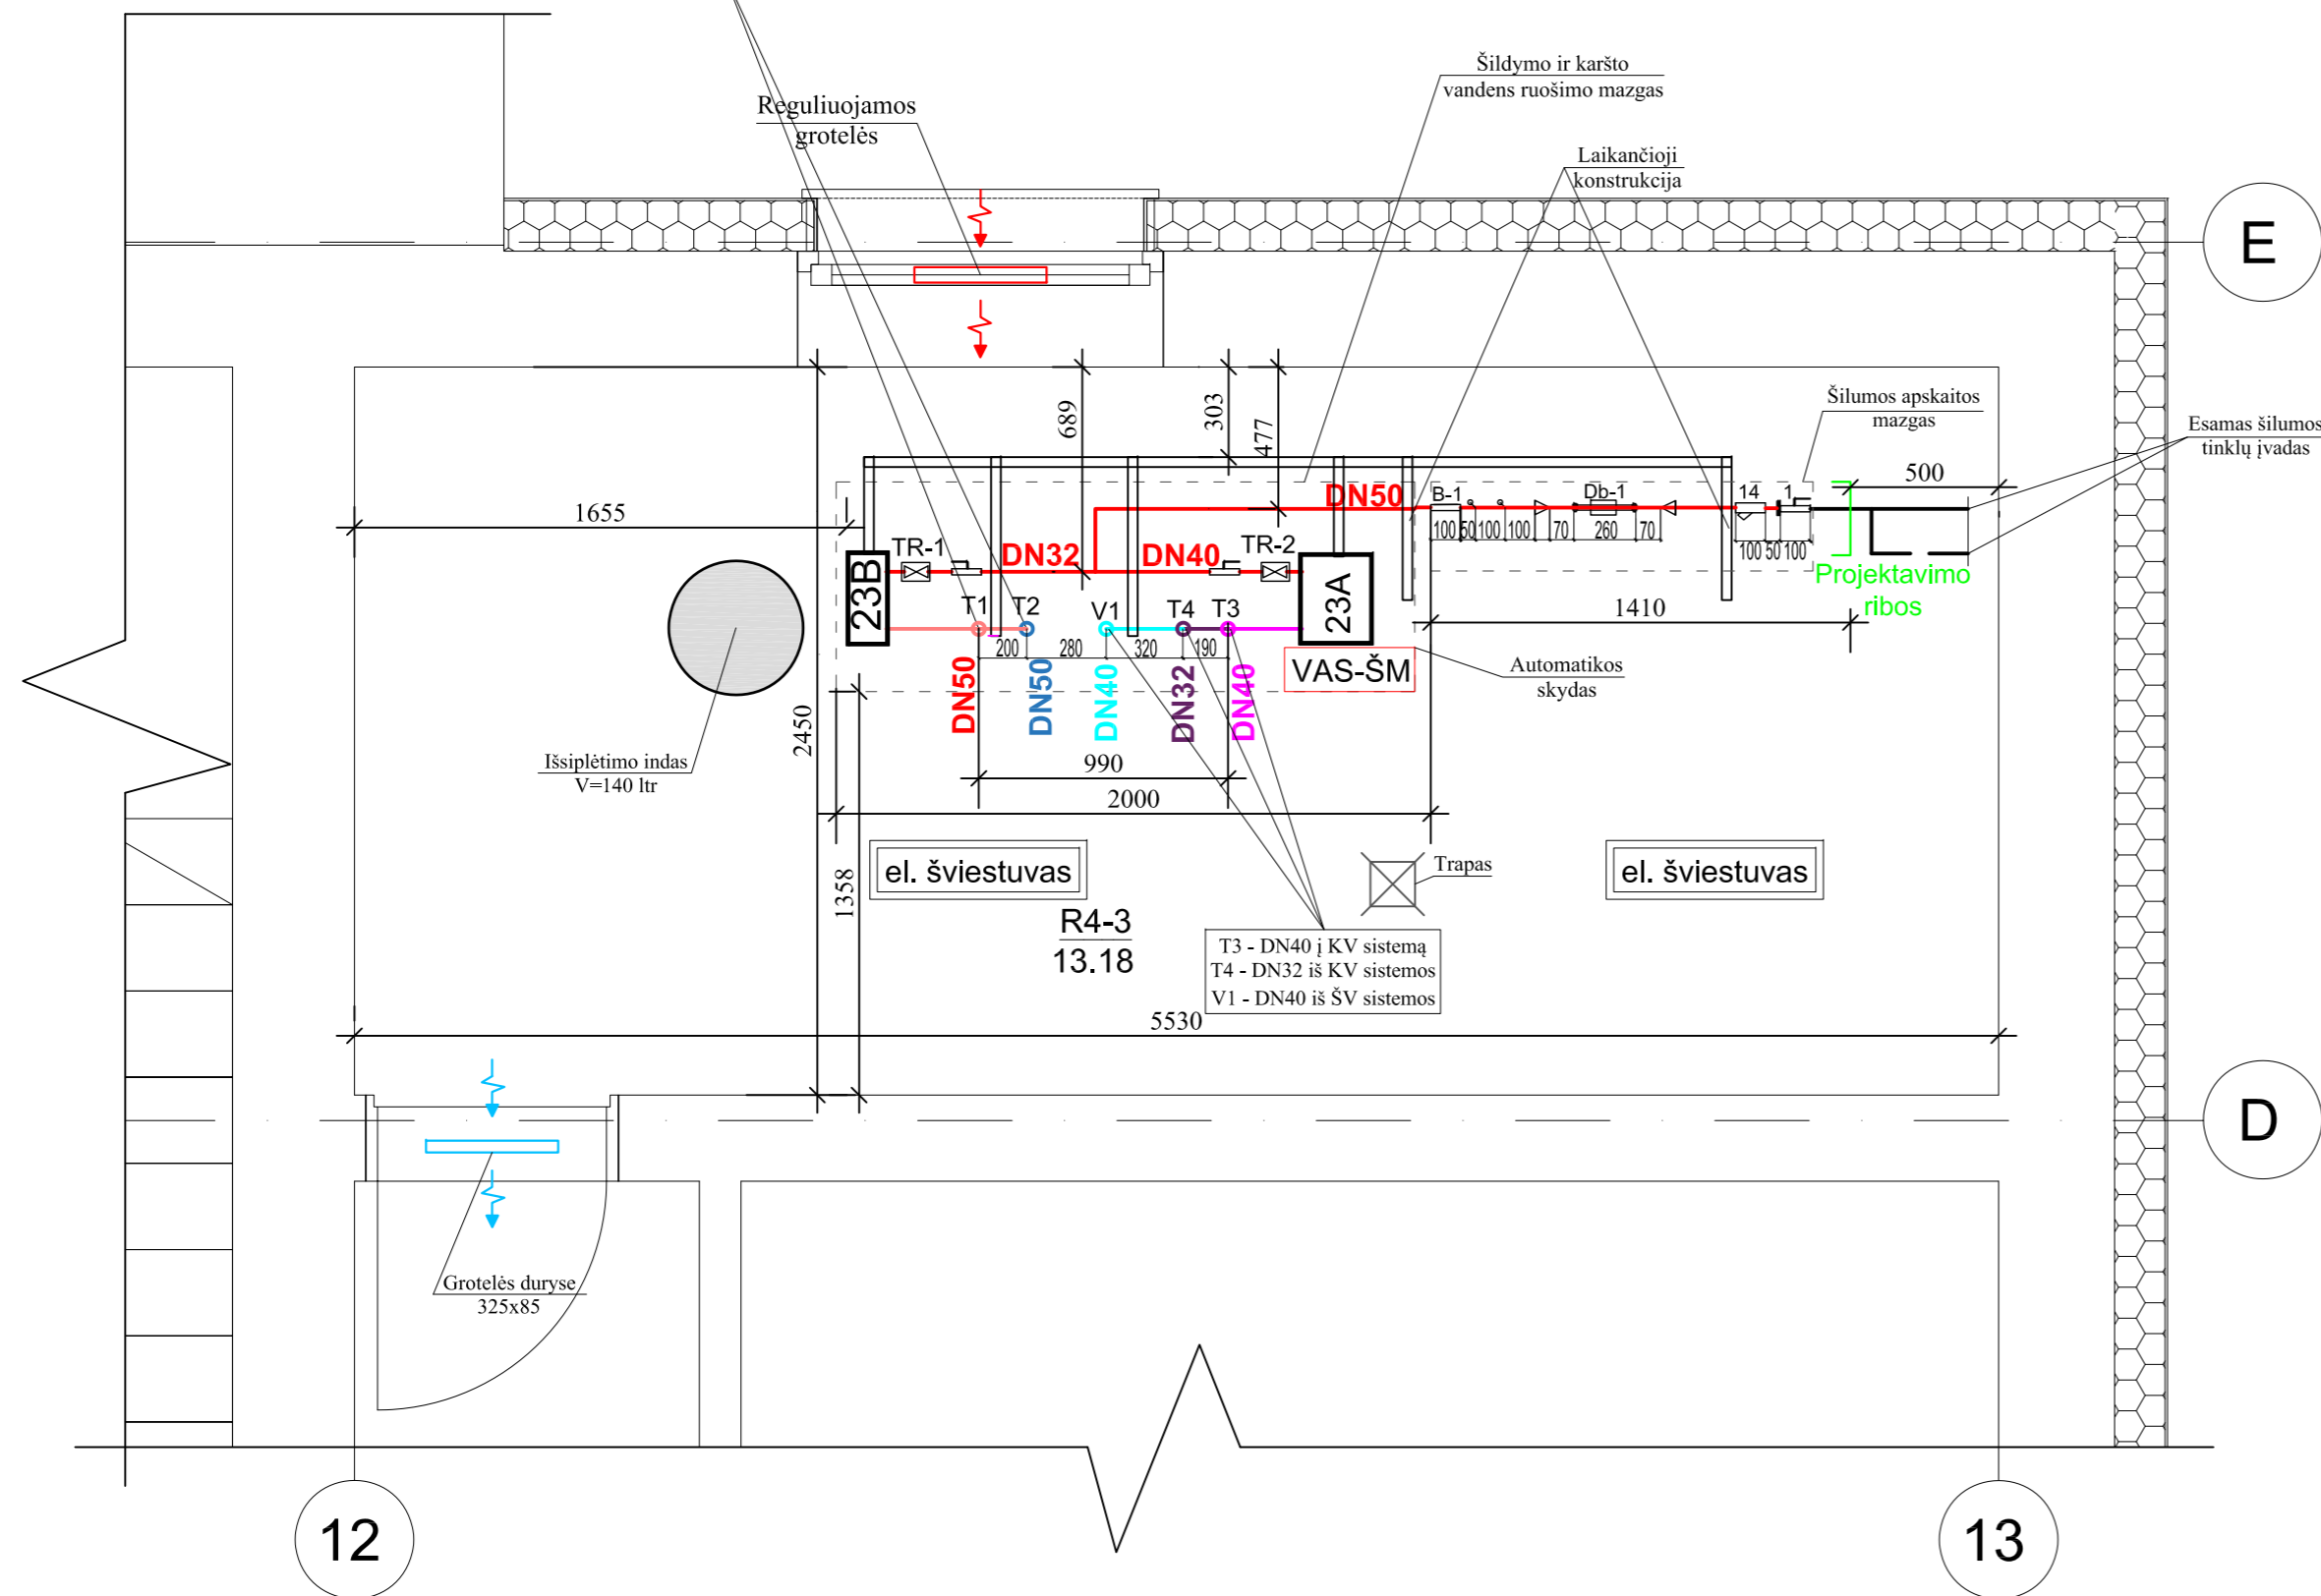 Šildymo ir karšto
vandens ruošimo mazgas
Reguliuojamos
grotelės
Laikančioji
konstrukcija
E
Šilumos apskaitos
mazgas
Esamas šilumos
tinklų įvadas
689
303
477
500
1655
DN50
B-1
Db-1
14
1
100
50
100
100
70
260
70
100
50
100
TR-1
DN32
DN40
TR-2
23B
23A
Projektavimo
ribos
T1
T2
V1
T4
T3
1410
200
280
320
190
VAS-ŠM
Automatikos
skydas
DN50
DN50
DN40
DN32
DN40
2450
Išsiplėtimo indas
V=140 ltr
990
2000
1358
el. šviestuvas
Trapas
el. šviestuvas
R4-3
13.18
T3 - DN40 į KV sistemą
T4 - DN32 iš KV sistemos
V1 - DN40 iš ŠV sistemos
5530
D
Grotelės duryse
325x85
12
13